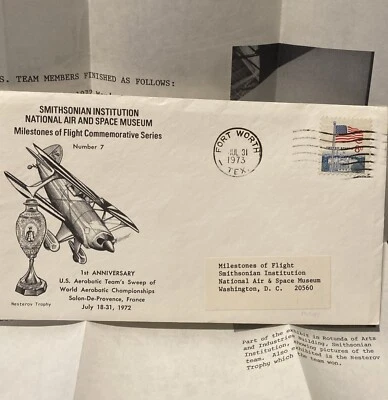 S. TEAM MEMBERS FINISHED AS FOLLOWS:
SMITHSONIAN INSTITUTION
NATIONAL AIR AND SPACE MUSEUM
Milestones of Flight Commemorative Series
Number 7
FORT WORTH
JUL 31
1973
TEX.
Nesterov Trophy
1st ANNIVERSARY
U.S. Aerobatic Team's Sweep of
World Aerobatic Championships
Salon-De-Provence, France
July 18-31, 1972
Milestones of Flight
Smithsonian Institution
National Air & Space Museum
Washington, D. C. 20560
Part of the exhibit in Rotunda of Arts
and Industries Building, Smithsonian
Institution, showing pictures of the
team. Also exhibited is the Nesterov
Trophy which the team won.